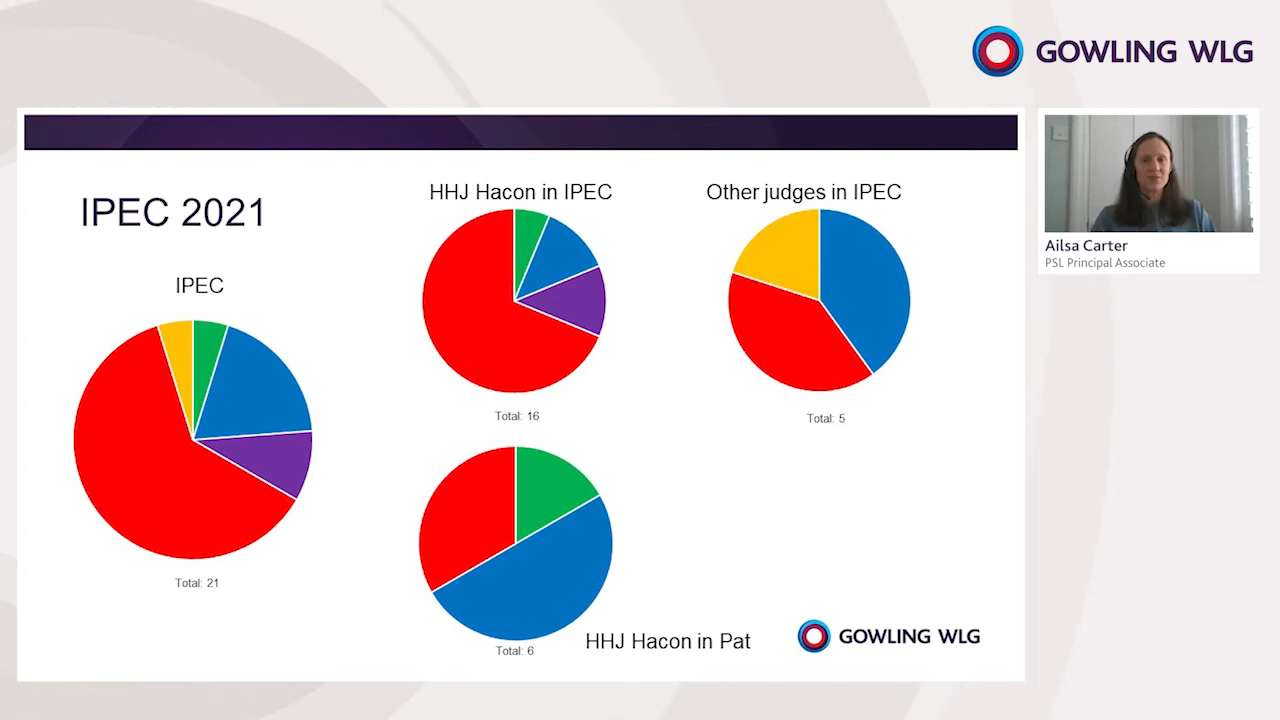 GOWLING WLG
IPEC 2021
IPEC
Total: 21
HHJ Hacon in IPEC
Total: 16
Other judges in IPEC
Total: 5
Total: 6
HHJ Hacon in Pat
GOWLING WLG
Ailsa Carter
PSL Principal Associate